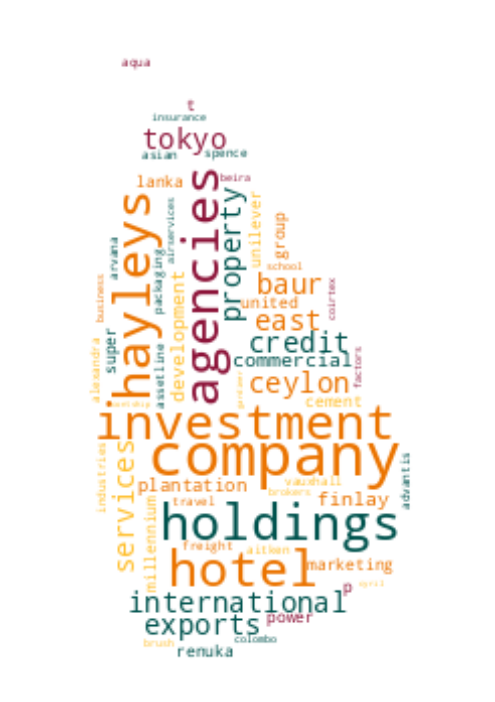 aqua
t
insurance
tokyo
asian
spence
lanka
beira
hayleys
agencies
property
unilever
group
airservices
arvana
packaging
school
business
development
baur
coirtex
united
east
super
assetline
credit
commercial
alexandra
factors
ceylon
cement
investment
company
services
industries
advantis
plantation
vauxhall
brokers
finlay
travel
millennium
holdings
freight
aitken
hotel
marketing
p
cyril
international
exports
power
colombo
brush
renuka